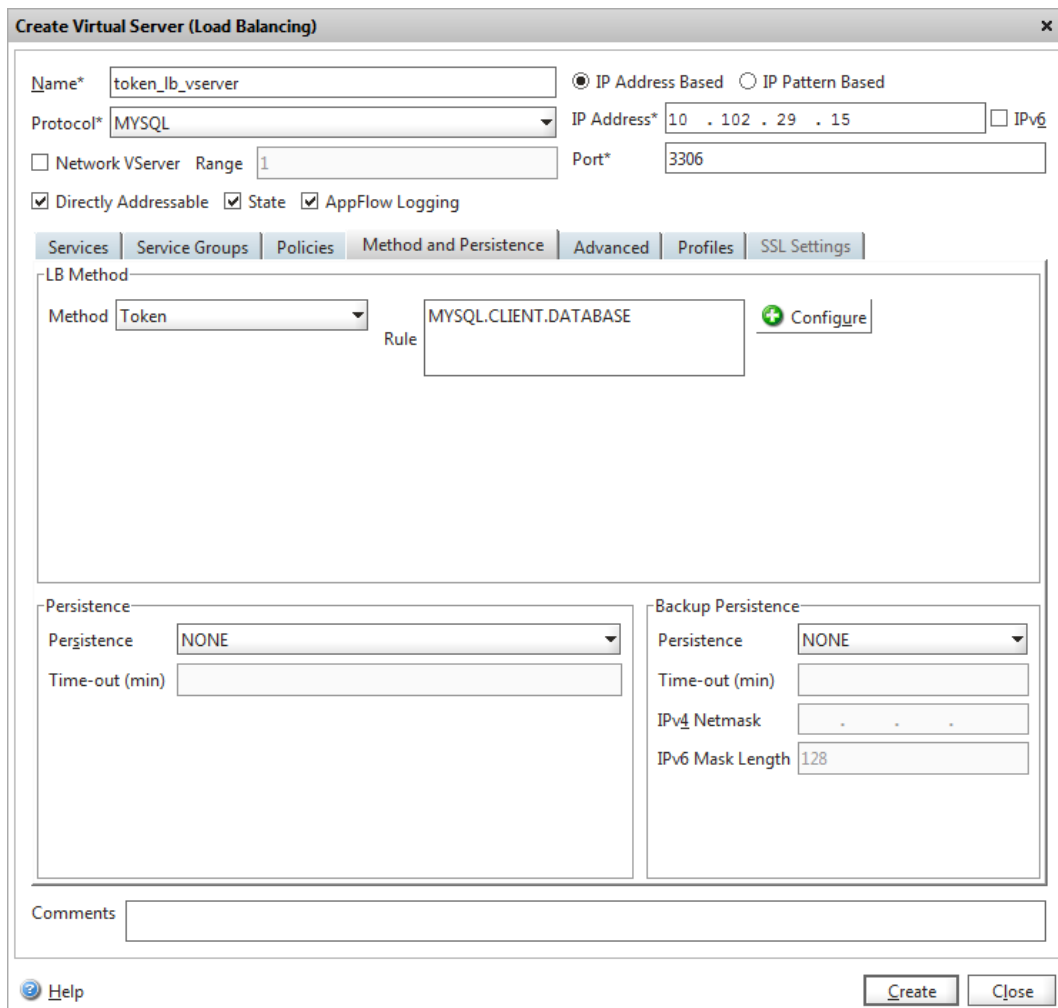 Create Virtual Server (Load Balancing)
Name* token_lb_vserver IP Address Based IP Pattern Based
Protocol* MYSQL IP Address* 10 . 102 . 29 . 15 IPv6
Network VServer Range 1 Port* 3306
Directly Addressable State AppFlow Logging
Services Service Groups Policies Method and Persistence Advanced Profiles SSL Settings
LB Method
Method Token Rule MYSQL.CLIENT.DATABASE Configure
Persistence Backup Persistence
Persistence NONE Persistence NONE
Time-out (min) Time-out (min)
IPv4 Netmask . . .
IPv6 Mask Length 128
Comments
Help Create Close